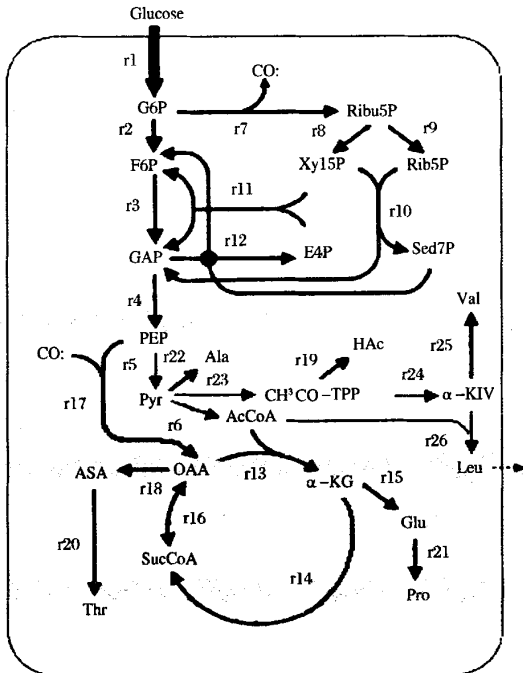 Glucose
r1
CO:
G6P
Ribu5P
r2
r7
r8
r9
F6P
Xy15P
Rib5P
r11
r3
r10
r12
GAP
E4P
Sed7P
r4
Val
PEP
HAc
CO:
r22
Ala
r19
r25
r5
r23
r24
Pyr
CH³CO-TPP
α-KIV
r17
r6
AcCoA
r26
ASA
OAA
r13
Leu
r18
α-KG
r15
r16
Glu
r20
SucCoA
r21
r14
Thr
Pro